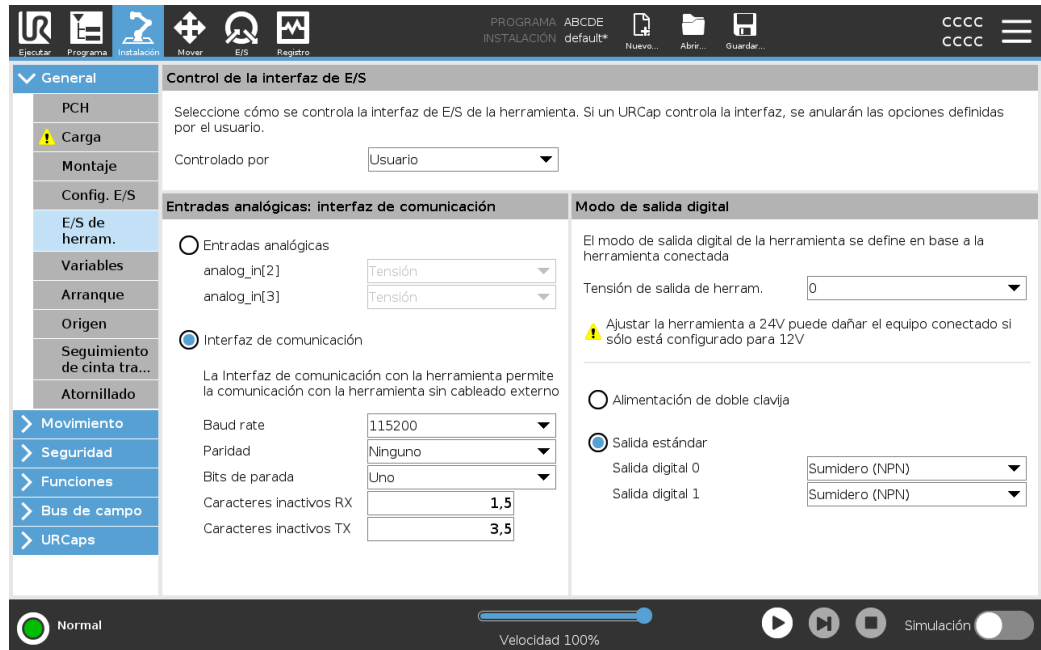 PROGRAMA ABCDE
INSTALACIÓN default*
CCCC
CCCC
Ejecutar Programa Instalación Mover E/S Registro Nuevo... Abrir... Guardar...
General
PCH
Carga
Montaje
Config. E/S
E/S de
herram.
Variables
Arranque
Origen
Seguimiento
de cinta tra...
Atornillado
Movimiento
Seguridad
Funciones
Bus de campo
URCaps
Control de la interfaz de E/S
Seleccione cómo se controla la interfaz de E/S de la herramienta. Si un URCap controla la interfaz, se anularán las opciones definidas
por el usuario.
Controlado por Usuario
Entradas analógicas: interfaz de comunicación
Entradas analógicas
analog_in[2] Tensión
analog_in[3] Tensión
Interfaz de comunicación
La Interfaz de comunicación con la herramienta permite
la comunicación con la herramienta sin cableado externo
Baud rate 115200
Paridad Ninguno
Bits de parada Uno
Caracteres inactivos RX 1,5
Caracteres inactivos TX 3,5
Modo de salida digital
El modo de salida digital de la herramienta se define en base a la
herramienta conectada
Tensión de salida de herram. 0
Ajustar la herramienta a 24V puede dañar el equipo conectado si
sólo está configurado para 12V
Alimentación de doble clavija
Salida estándar
Salida digital 0 Sumidero (NPN)
Salida digital 1 Sumidero (NPN)
Normal
Velocidad 100%
Simulación